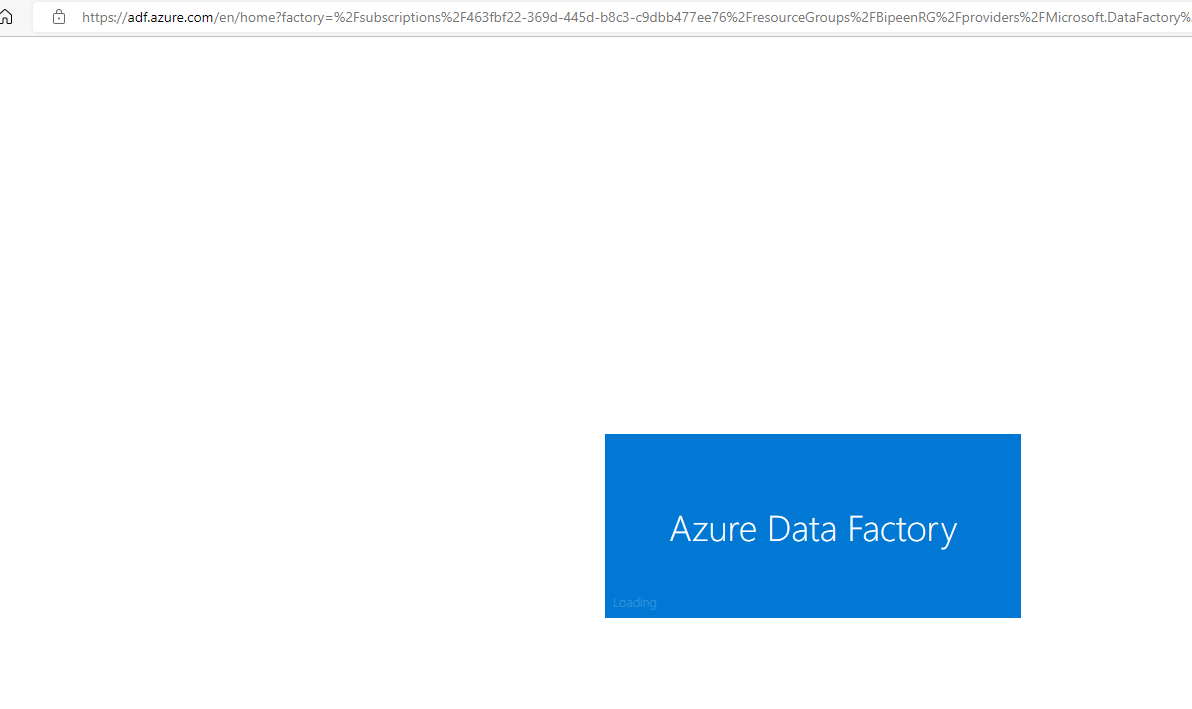 https://adf.azure.com/en/home?factory=%2Fsubscriptions%2F463fbf22-369d-445d-b8c3-c9dbb477ee76%2FresourceGroups%2FBipeenRG%2Fproviders%2FMicrosoft.DataFactory%
Azure Data Factory
Loading